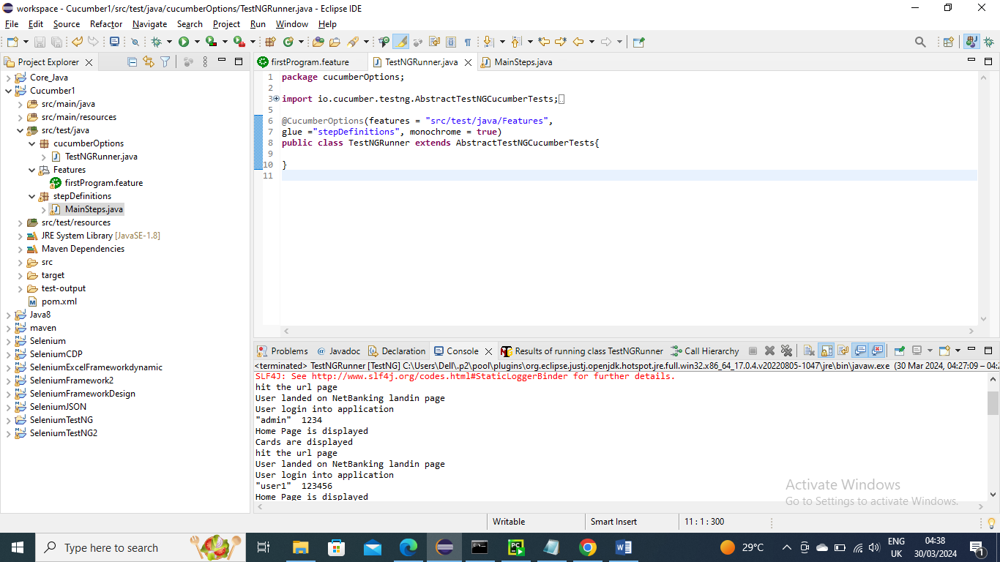 workspace - Cucumber1/src/test/java/cucumberOptions/TestNGRunner.java - Eclipse IDE
File Edit Source Refactor Navigate Search Project Run Window Help
Project Explorer
Core_Java
Cucumber1
src/main/java
src/main/resources
src/test/java
cucumberOptions
TestNGRunner.java
Features
firstProgram.feature
stepDefinitions
MainSteps.java
src/test/resources
JRE System Library [JavaSE-1.8]
Maven Dependencies
src
target
test-output
pom.xml
Java8
maven
Selenium
SeleniumCDP
SeleniumExcelFrameworkdynamic
SeleniumFramework2
SeleniumFrameworkDesign
SeleniumJSON
SeleniumTestNG
SeleniumTestNG2
firstProgram.feature TestNGRunner.java MainSteps.java
1 package cucumberOptions;
2
3 import io.cucumber.testng.AbstractTestNGCucumberTests;
5
6 @CucumberOptions(features = "src/test/java/Features",
7 glue ="stepDefinitions", monochrome = true)
8 public class TestNGRunner extends AbstractTestNGCucumberTests{
9
10 }
11
Problems @ Javadoc Declaration Console Results of running class TestNGRunner Call Hierarchy
<terminated> TestNGRunner [TestNG] C:\Users\Dell\.p2\pool\plugins\org.eclipse.justj.openjdk.hotspot.jre.full.win32.x86_64_17.0.4.v20220805-1047\jre\bin\javaw.exe (30 Mar 2024, 04:27:09 – 04:
SLF4J: See http://www.slf4j.org/codes.html#StaticLoggerBinder for further details.
hit the url page
User landed on NetBanking landin page
User login into application
"admin" 1234
Home Page is displayed
Cards are displayed
hit the url page
User landed on NetBanking landin page
User login into application
"user1" 123456
Home Page is displayed
Activate Windows
Go to Settings to activate Windows.
Writable Smart Insert 11 : 1 : 300
Type here to search
29°C
ENG
UK
04:38
30/03/2024
1